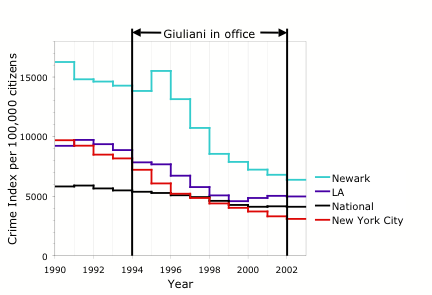 Giuliani in office
Crime Index per 100,000 citizens
15000
10000
5000
0
1990 1992 1994 1996 1998 2000 2002
Year
Newark
LA
National
New York City